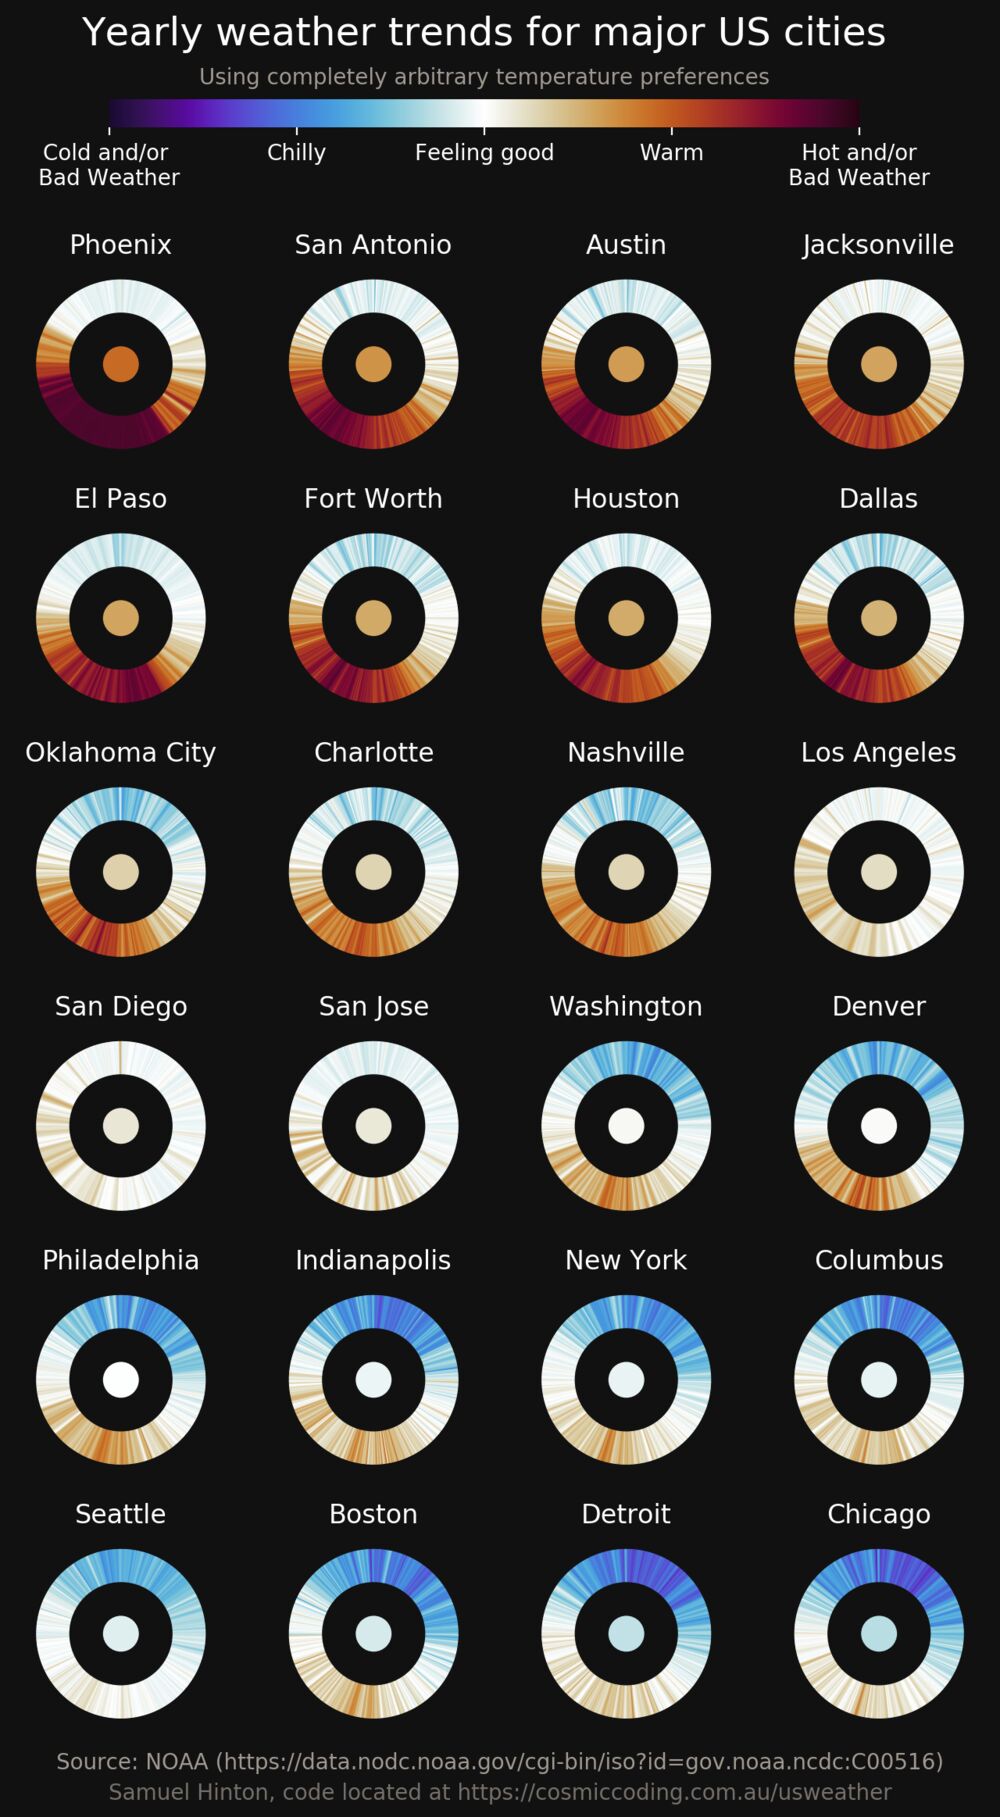 Yearly weather trends for major US cities
Using completely arbitrary temperature preferences
Cold and/or
Bad Weather
Chilly
Feeling good
Warm
Hot and/or
Bad Weather
Phoenix
San Antonio
Austin
Jacksonville
El Paso
Fort Worth
Houston
Dallas
Oklahoma City
Charlotte
Nashville
Los Angeles
San Diego
San Jose
Washington
Denver
Philadelphia
Indianapolis
New York
Columbus
Seattle
Boston
Detroit
Chicago
Source: NOAA (https://data.nodc.noaa.gov/cgi-bin/iso?id=gov.noaa.ncdc:C00516)
Samuel Hinton, code located at https://cosmiccoding.com.au/usweather